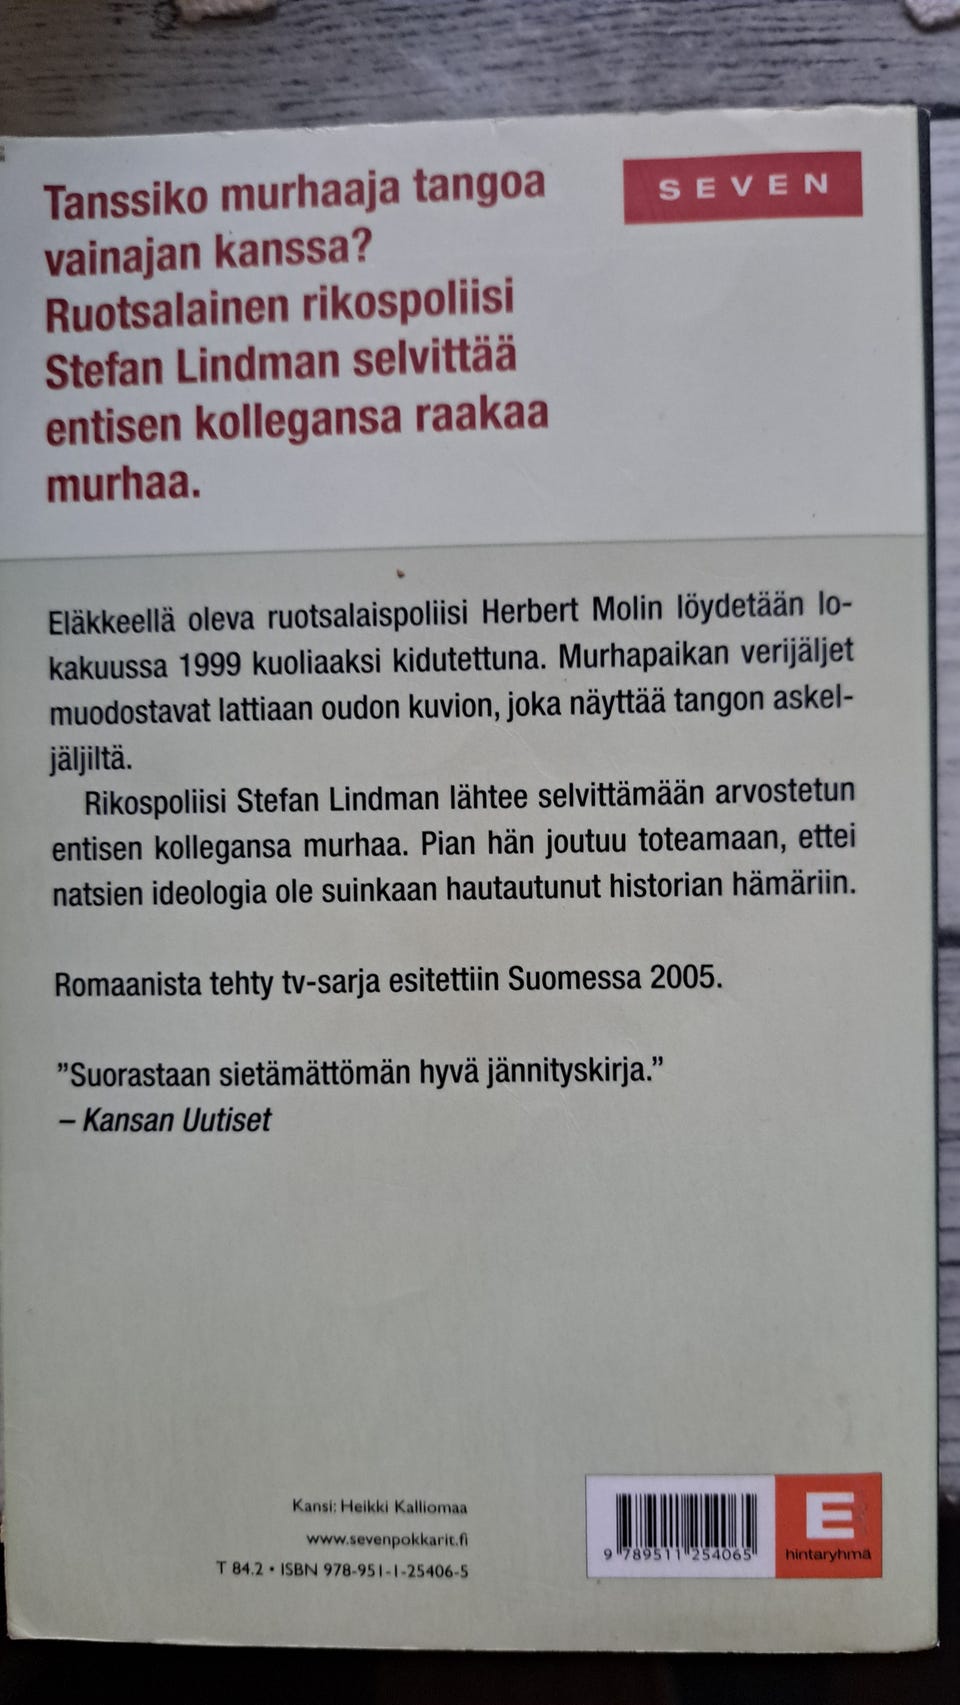 Tanssiko murhaaja tangoa
vainajan kanssa?
Ruotsalainen rikospoliisi
Stefan Lindman selvittää
entisen kollegansa raakaa
murhaa.
SEVEN
Eläkkeellä oleva ruotsalaispoliisi Herbert Molin löydetään lo-
kakuussa 1999 kuoliaaksi kidutettuna. Murhapaikan verijäljet
muodostavat lattiaan oudon kuvion, joka näyttää tangon askel-
jäljiltä.
Rikospoliisi Stefan Lindman lähtee selvittämään arvostetun
entisen kollegansa murhaa. Pian hän joutuu toteamaan, ettei
natsien ideologia ole suinkaan hautautunut historian hämäriin.
Romaanista tehty tv-sarja esitettiin Suomessa 2005.
”Suorastaan sietämättömän hyvä jännityskirja.”
– Kansan Uutiset
Kansi: Heikki Kalliomaa
www.sevenpokkarit.fi
T 84.2 • ISBN 978-951-1-25406-5
9 789511 254065
E
hintaryhmä